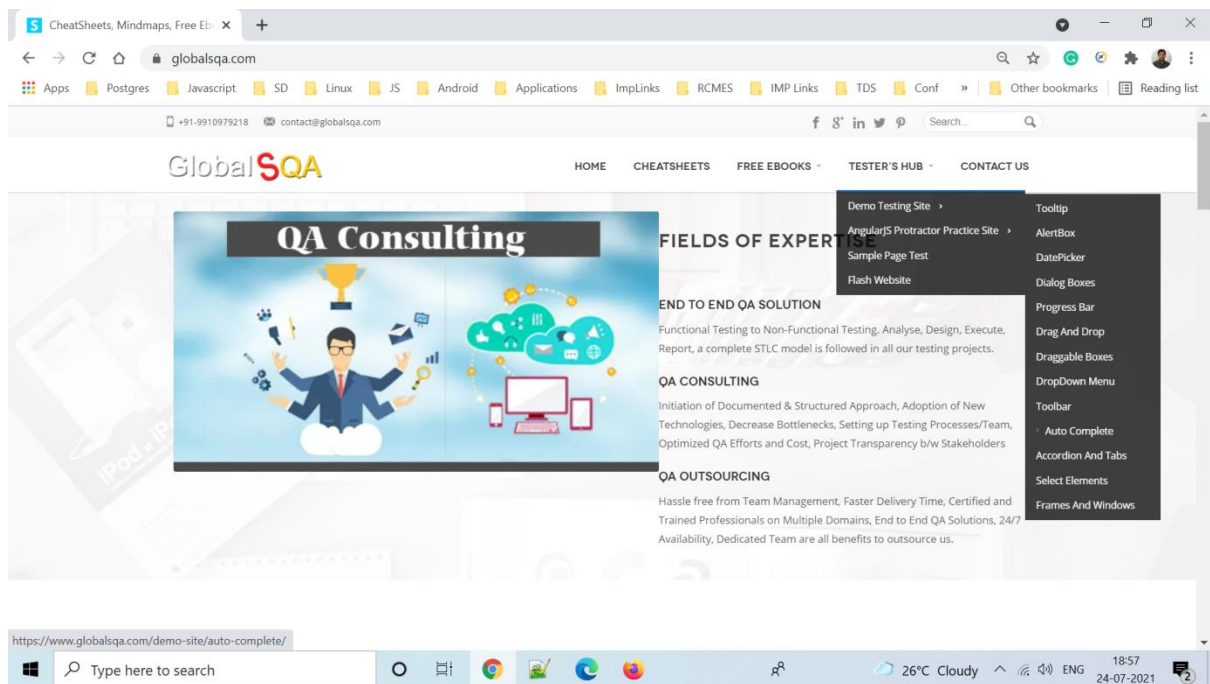 S CheatSheets, Mindmaps, Free Eb
globalsqa.com
Apps Postgres Javascript SD Linux JS Android Applications ImpLinks RCMES IMP Links TDS Conf » Other bookmarks Reading list
+91-9910979218 contact@globalsqa.com Search...
GlobalSQA HOME CHEATSHEETS FREE EBOOKS TESTER'S HUB CONTACT US
Demo Testing Site
AngularJS Protractor Practice Site
Sample Page Test
Flash Website
Tooltip
AlertBox
DatePicker
Dialog Boxes
Progress Bar
Drag And Drop
Draggable Boxes
DropDown Menu
Toolbar
Auto Complete
Accordion And Tabs
Select Elements
Frames And Windows
QA Consulting
FIELDS OF EXPERTISE
END TO END QA SOLUTION
Functional Testing to Non-Functional Testing. Analyse, Design, Execute,
Report, a complete STLC model is followed in all our testing projects.
QA CONSULTING
Initiation of Documented & Structured Approach, Adoption of New
Technologies, Decrease Bottlenecks, Setting up Testing Processes/Team,
Optimized QA Efforts and Cost, Project Transparency b/w Stakeholders
QA OUTSOURCING
Hassle free from Team Management, Faster Delivery Time, Certified and
Trained Professionals on Multiple Domains, End to End QA Solutions, 24/7
Availability, Dedicated Team are all benefits to outsource us.
iPod
https://www.globalsqa.com/demo-site/auto-complete/
Type here to search 26°C Cloudy ENG 18:57
24-07-2021 2